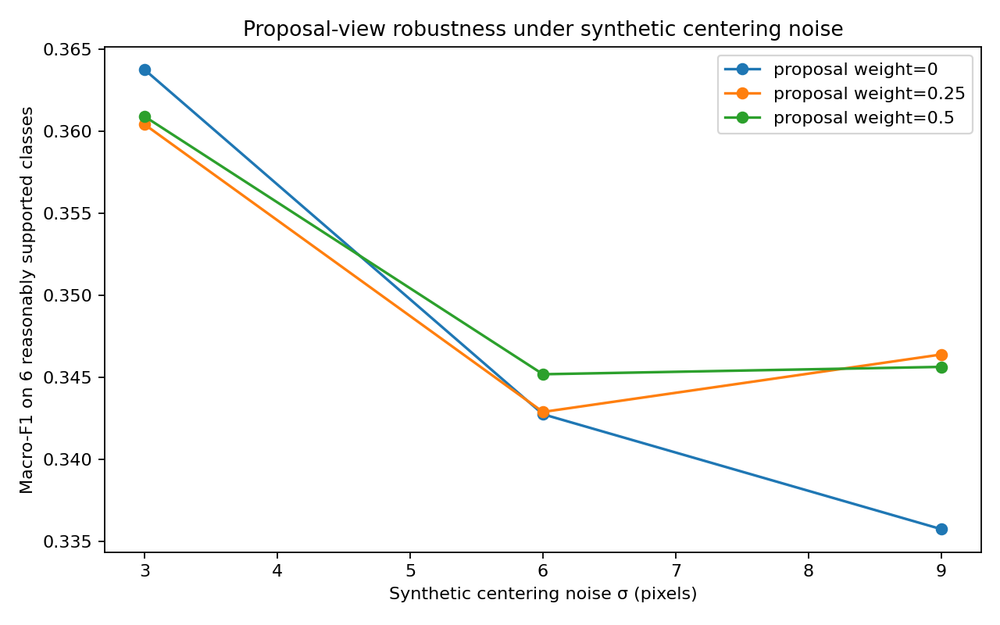 Proposal-view robustness under synthetic centering noise
proposal weight=0
proposal weight=0.25
proposal weight=0.5
Macro-F1 on 6 reasonably supported classes
0.365
0.360
0.355
0.350
0.345
0.340
0.335
3 4 5 6 7 8 9
Synthetic centering noise σ (pixels)